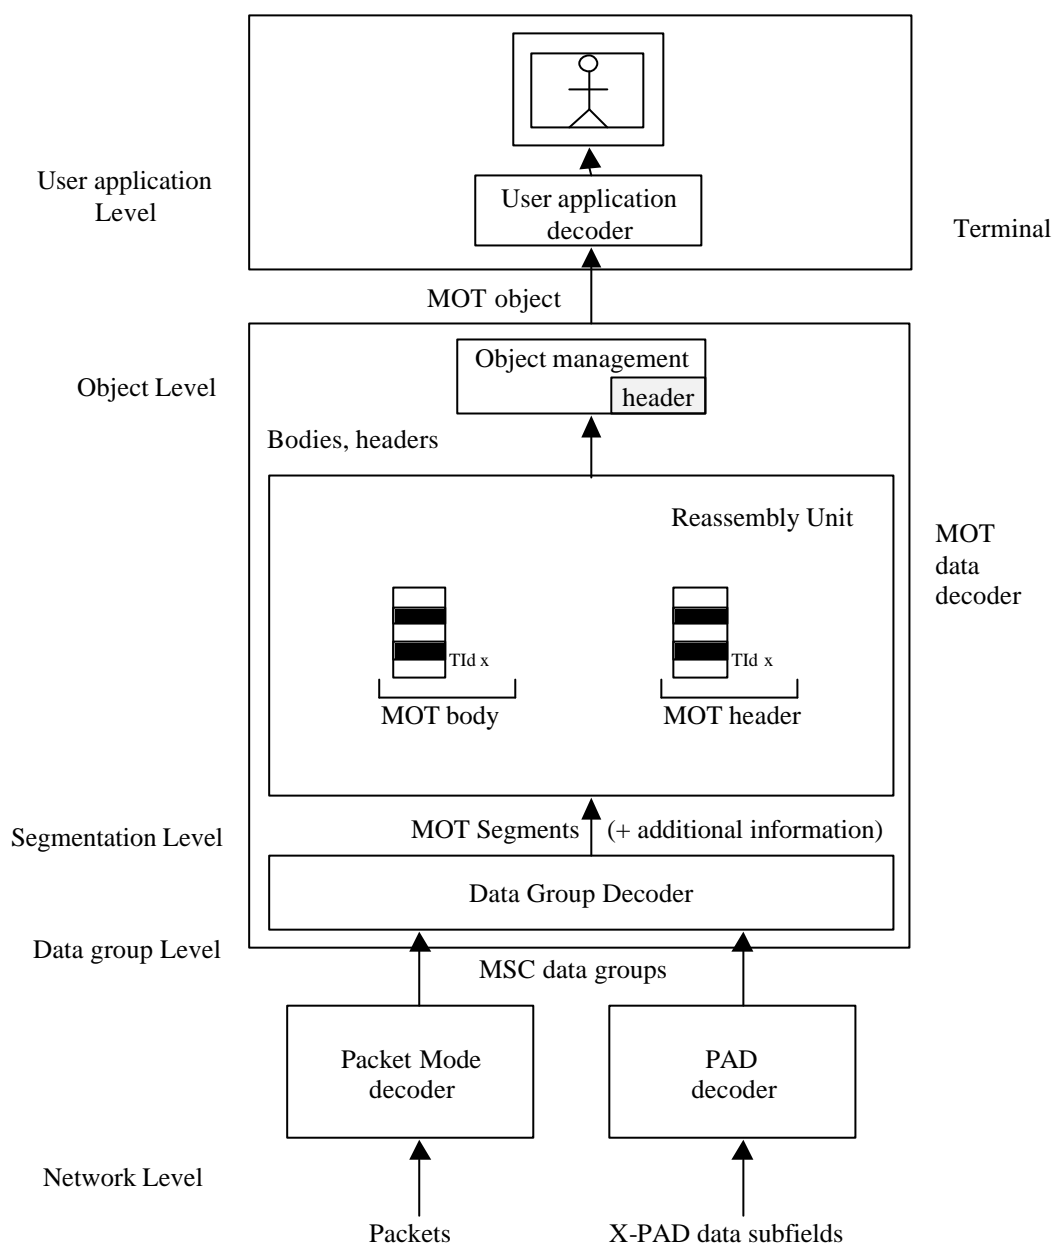 User application
Level
User application
decoder
Terminal
MOT object
Object Level
Object management
header
Bodies, headers
Reassembly Unit
MOT
data
decoder
TId x
TId x
MOT body
MOT header
Segmentation Level
MOT Segments
(+ additional information)
Data Group Decoder
Data group Level
MSC data groups
Packet Mode
decoder
PAD
decoder
Network Level
Packets
X-PAD data subfields